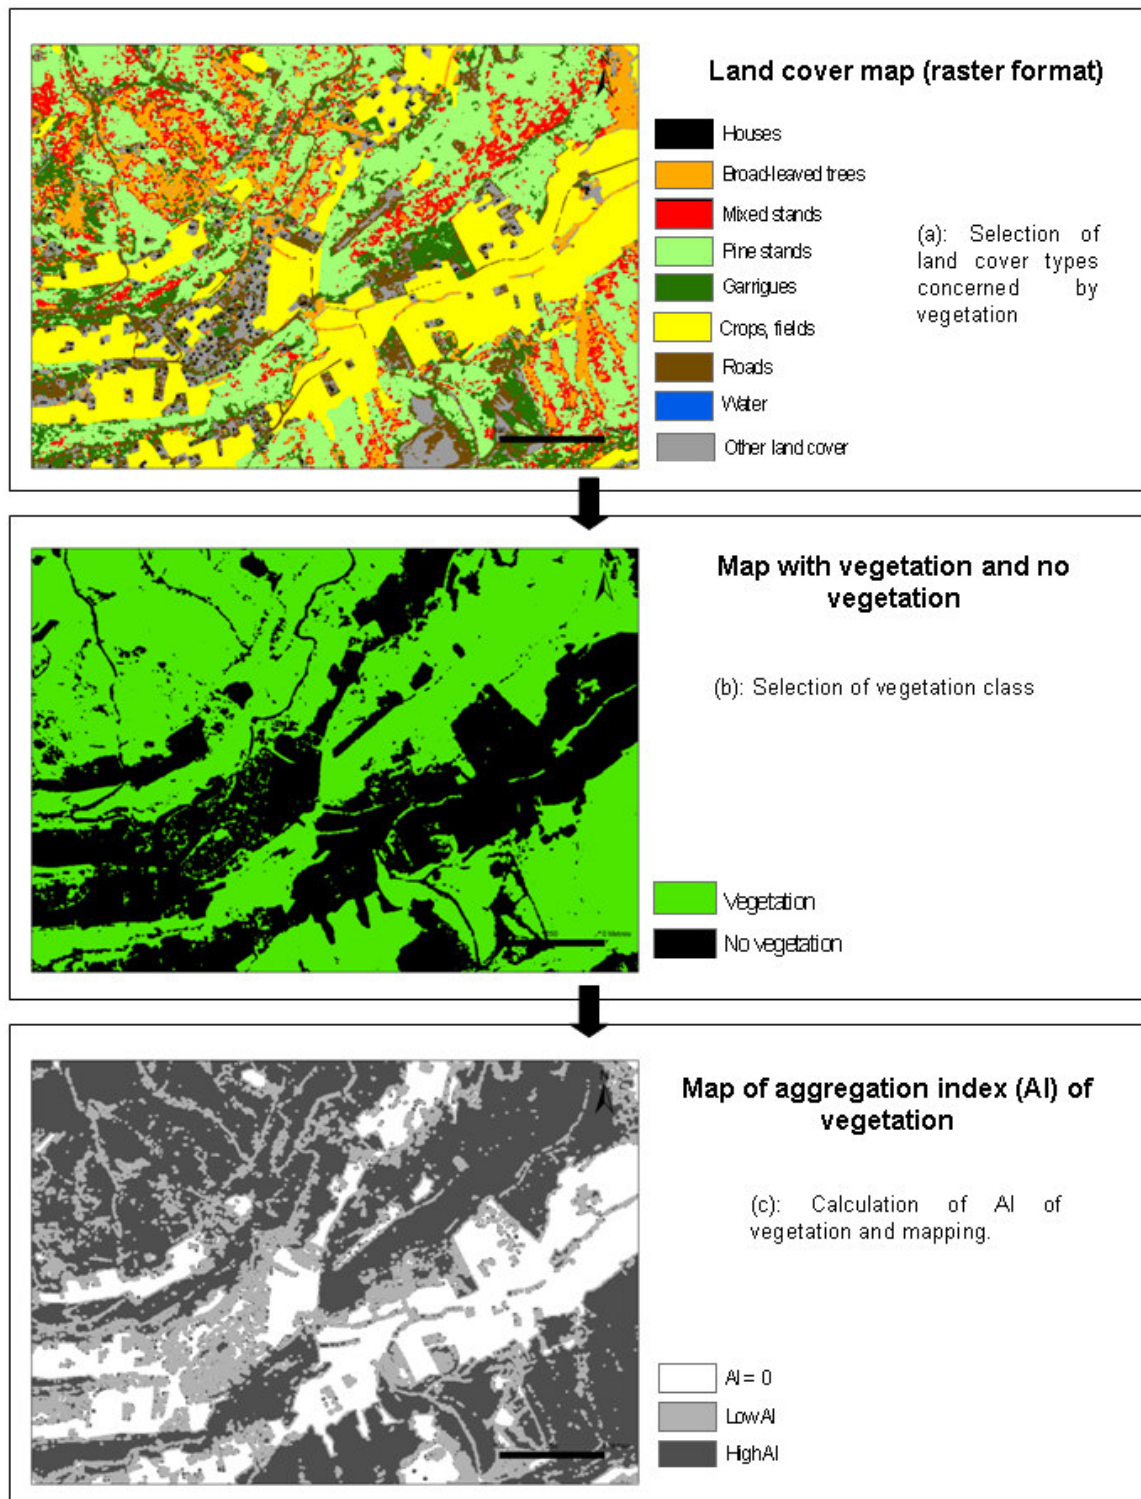 Land cover map (raster format)
Houses
Broad-leaved trees
Mixed stands
Pine stands
Garrigues
Crops, fields
Roads
Water
Other land cover
(a): Selection of
land cover types
concerned by
vegetation
N
Map with vegetation and no
vegetation
(b): Selection of vegetation class
Vegetation
No vegetation
250
0 Metres
N
Map of aggregation index (AI) of
vegetation
(c): Calculation of AI of
vegetation and mapping.
AI = 0
Low AI
High AI